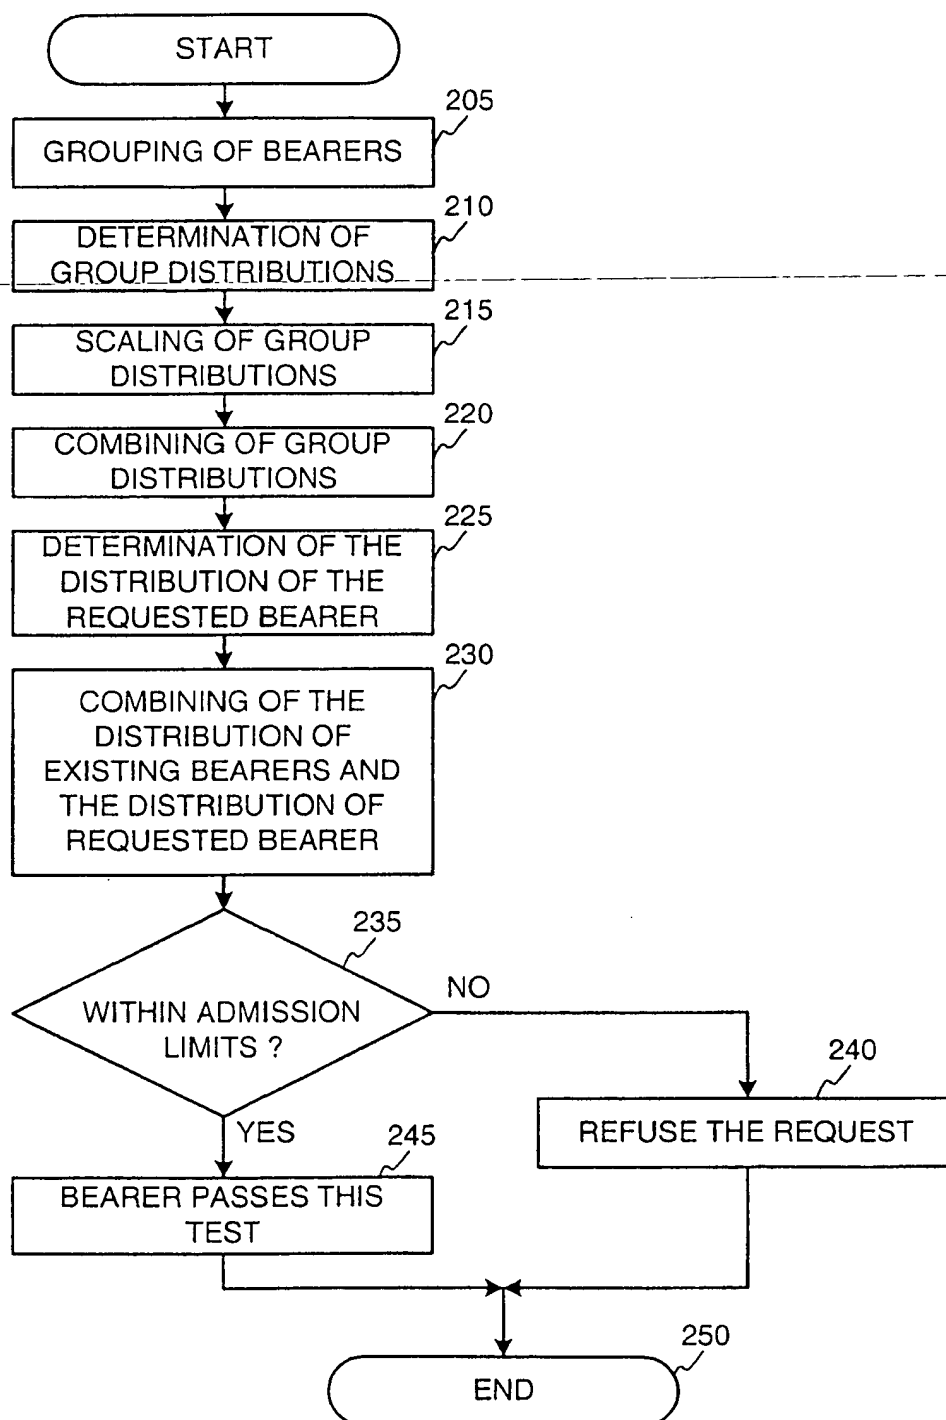 START
205
GROUPING OF BEARERS
210
DETERMINATION OF
GROUP DISTRIBUTIONS
215
SCALING OF GROUP
DISTRIBUTIONS
220
COMBINING OF GROUP
DISTRIBUTIONS
225
DETERMINATION OF THE
DISTRIBUTION OF THE
REQUESTED BEARER
230
COMBINING OF THE
DISTRIBUTION OF
EXISTING BEARERS AND
THE DISTRIBUTION OF
REQUESTED BEARER
235
WITHIN ADMISSION
LIMITS ?
NO
240
REFUSE THE REQUEST
YES
245
BEARER PASSES THIS
TEST
250
END